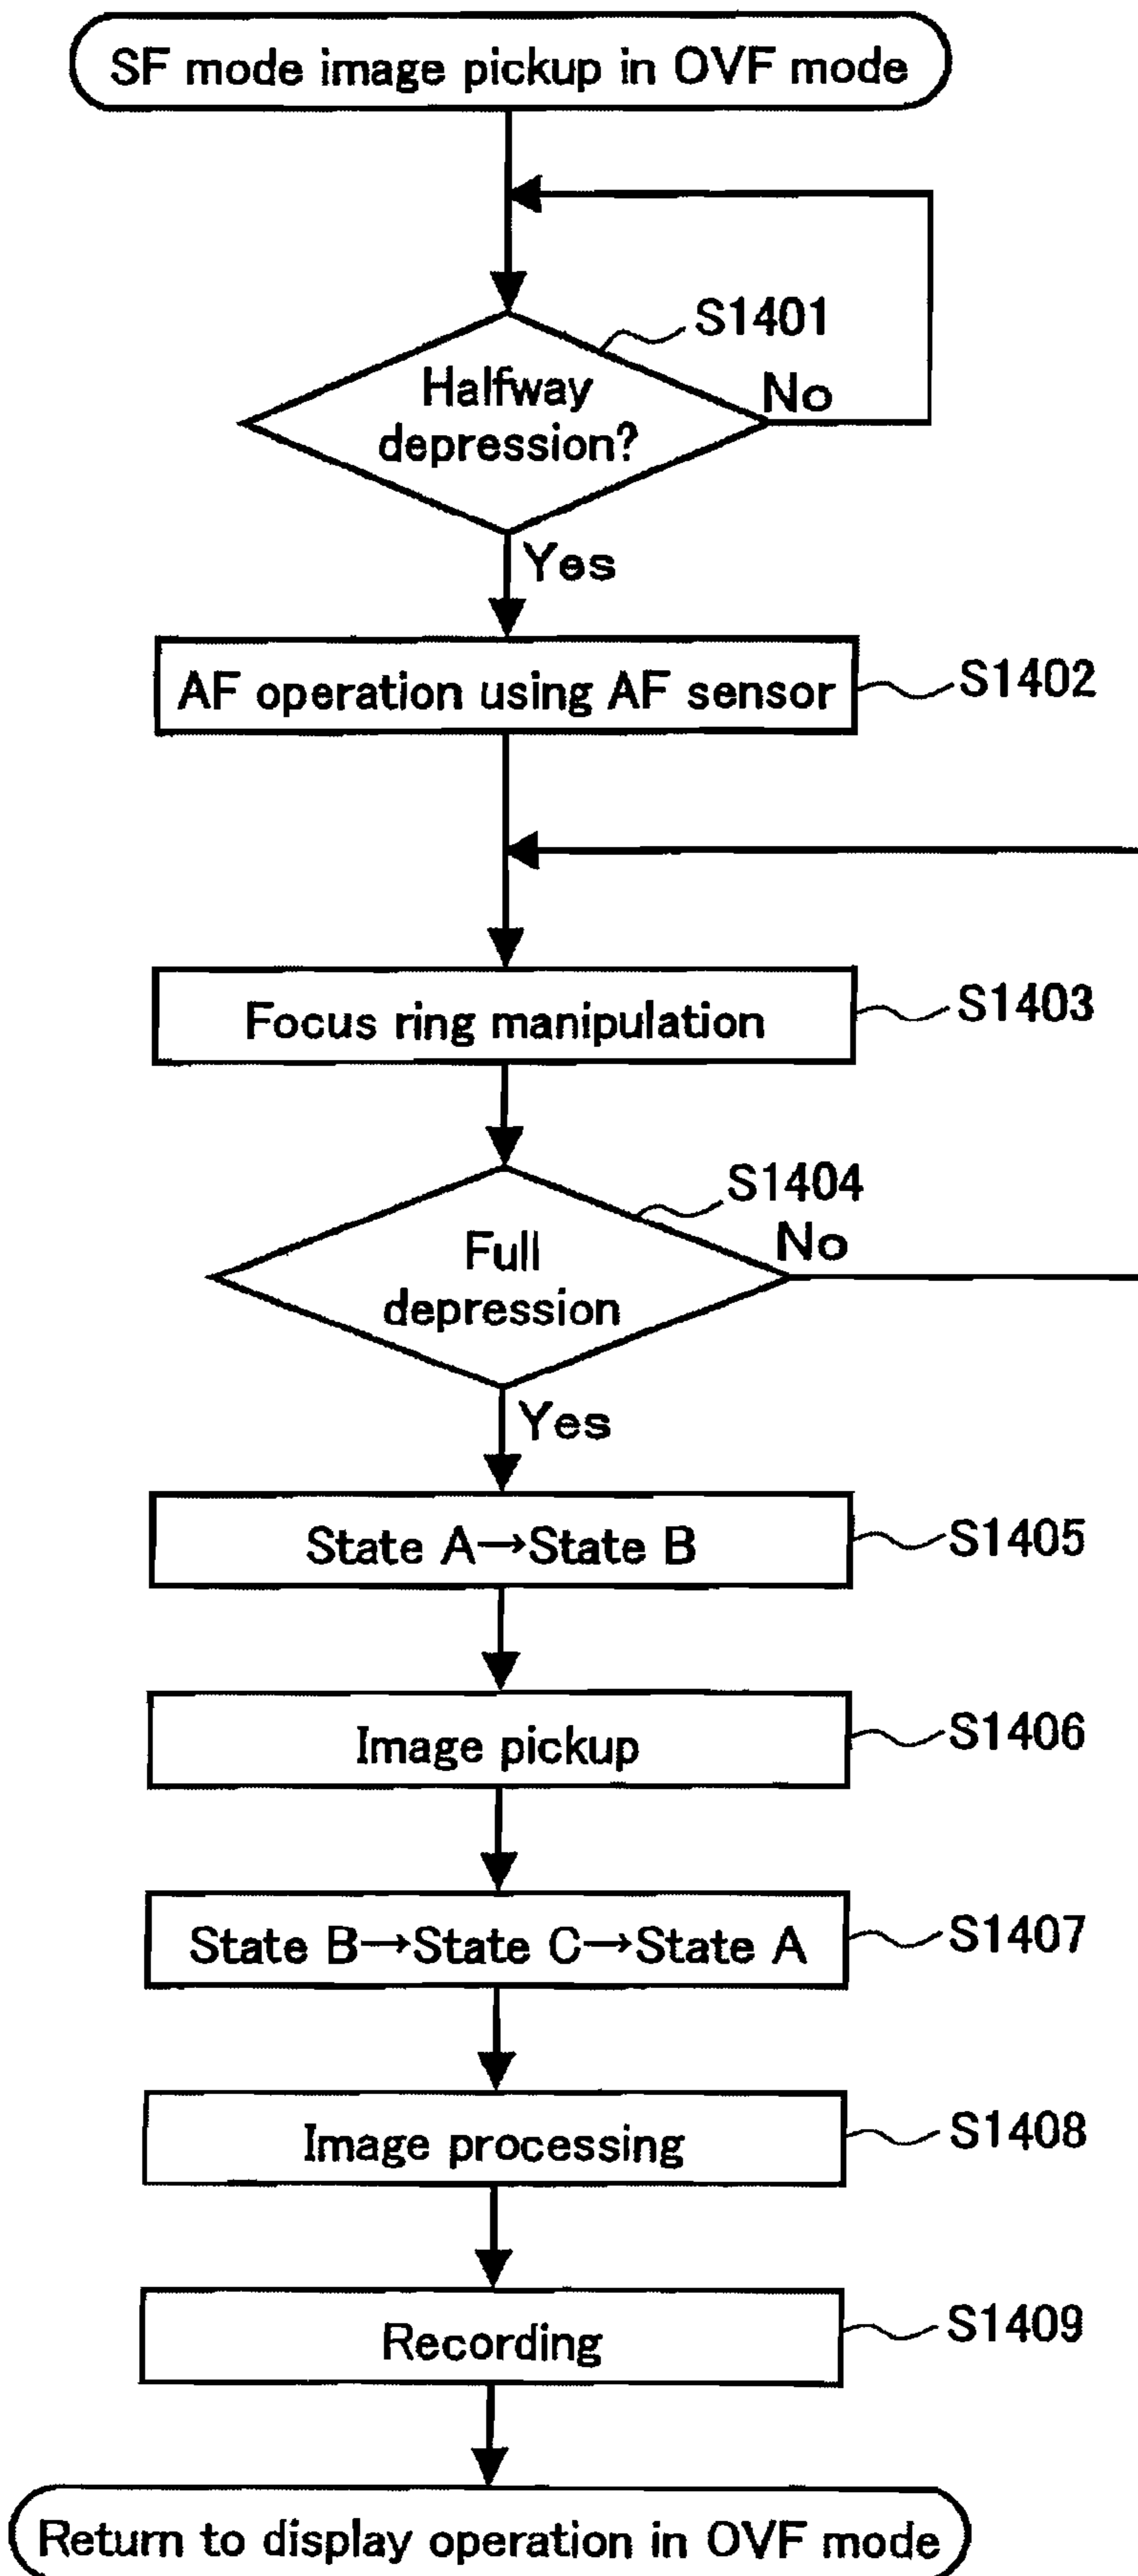 SF mode image pickup in OVF mode
S1401
Halfway
depression?
No
Yes
AF operation using AF sensor
S1402
Focus ring manipulation
S1403
S1404
Full
depression
No
Yes
State A→State B
S1405
Image pickup
S1406
State B→State C→State A
S1407
Image processing
S1408
Recording
S1409
Return to display operation in OVF mode